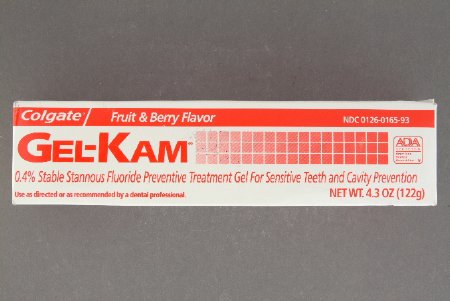 Colgate Fruit & Berry Flavor NDC 0126-0165-93
GEL-KAM ADA
0.4% Stable Stannous Fluoride Preventive Treatment Gel For Sensitive Teeth and Cavity Prevention
Use as directed or as recommended by a dental professional. NET WT. 4.3 OZ (122g)